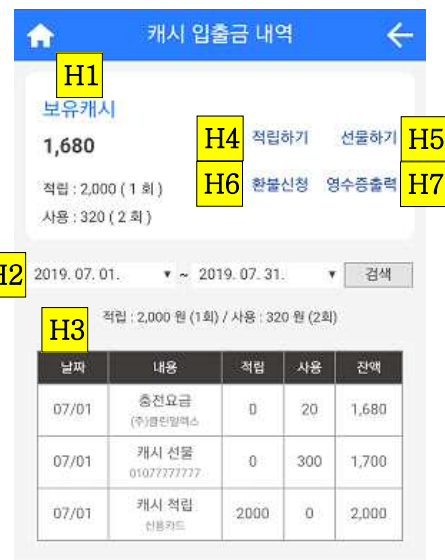 캐시 입출금 내역
H1
보유캐시
1,680
H4 적립하기 선물하기 H5
적립 : 2,000 ( 1 회 )
H6 환불신청 영수증출력 H7
사용 : 320 ( 2 회 )
H2 2019. 07. 01. ▼ ~ 2019. 07. 31. ▼ 검색
H3 적립 : 2,000 원 (1회) / 사용 : 320 원 (2회)
날짜 내용 적립 사용 잔액
07/01 충전요금 0 20 1,680
(주)클린일렉스
07/01 캐시 선물 0 300 1,700
01077777777
07/01 캐시 적립 2000 0 2,000
신용카드